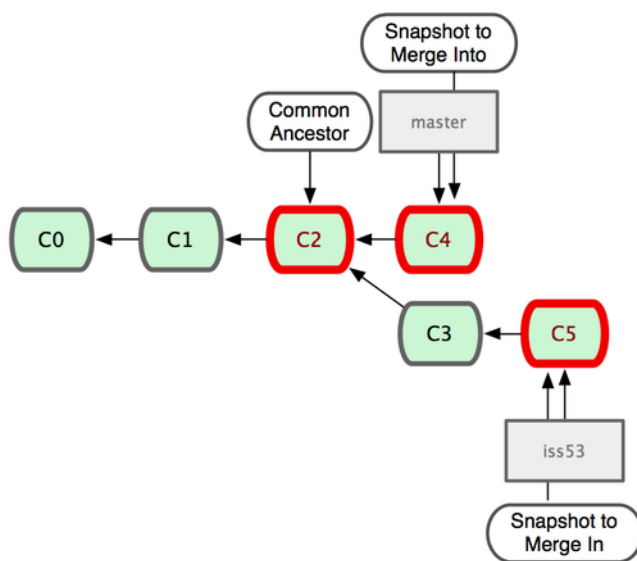 Snapshot to
Merge Into
Common
Ancestor
master
C0
C1
C2
C4
C3
C5
iss53
Snapshot to
Merge In